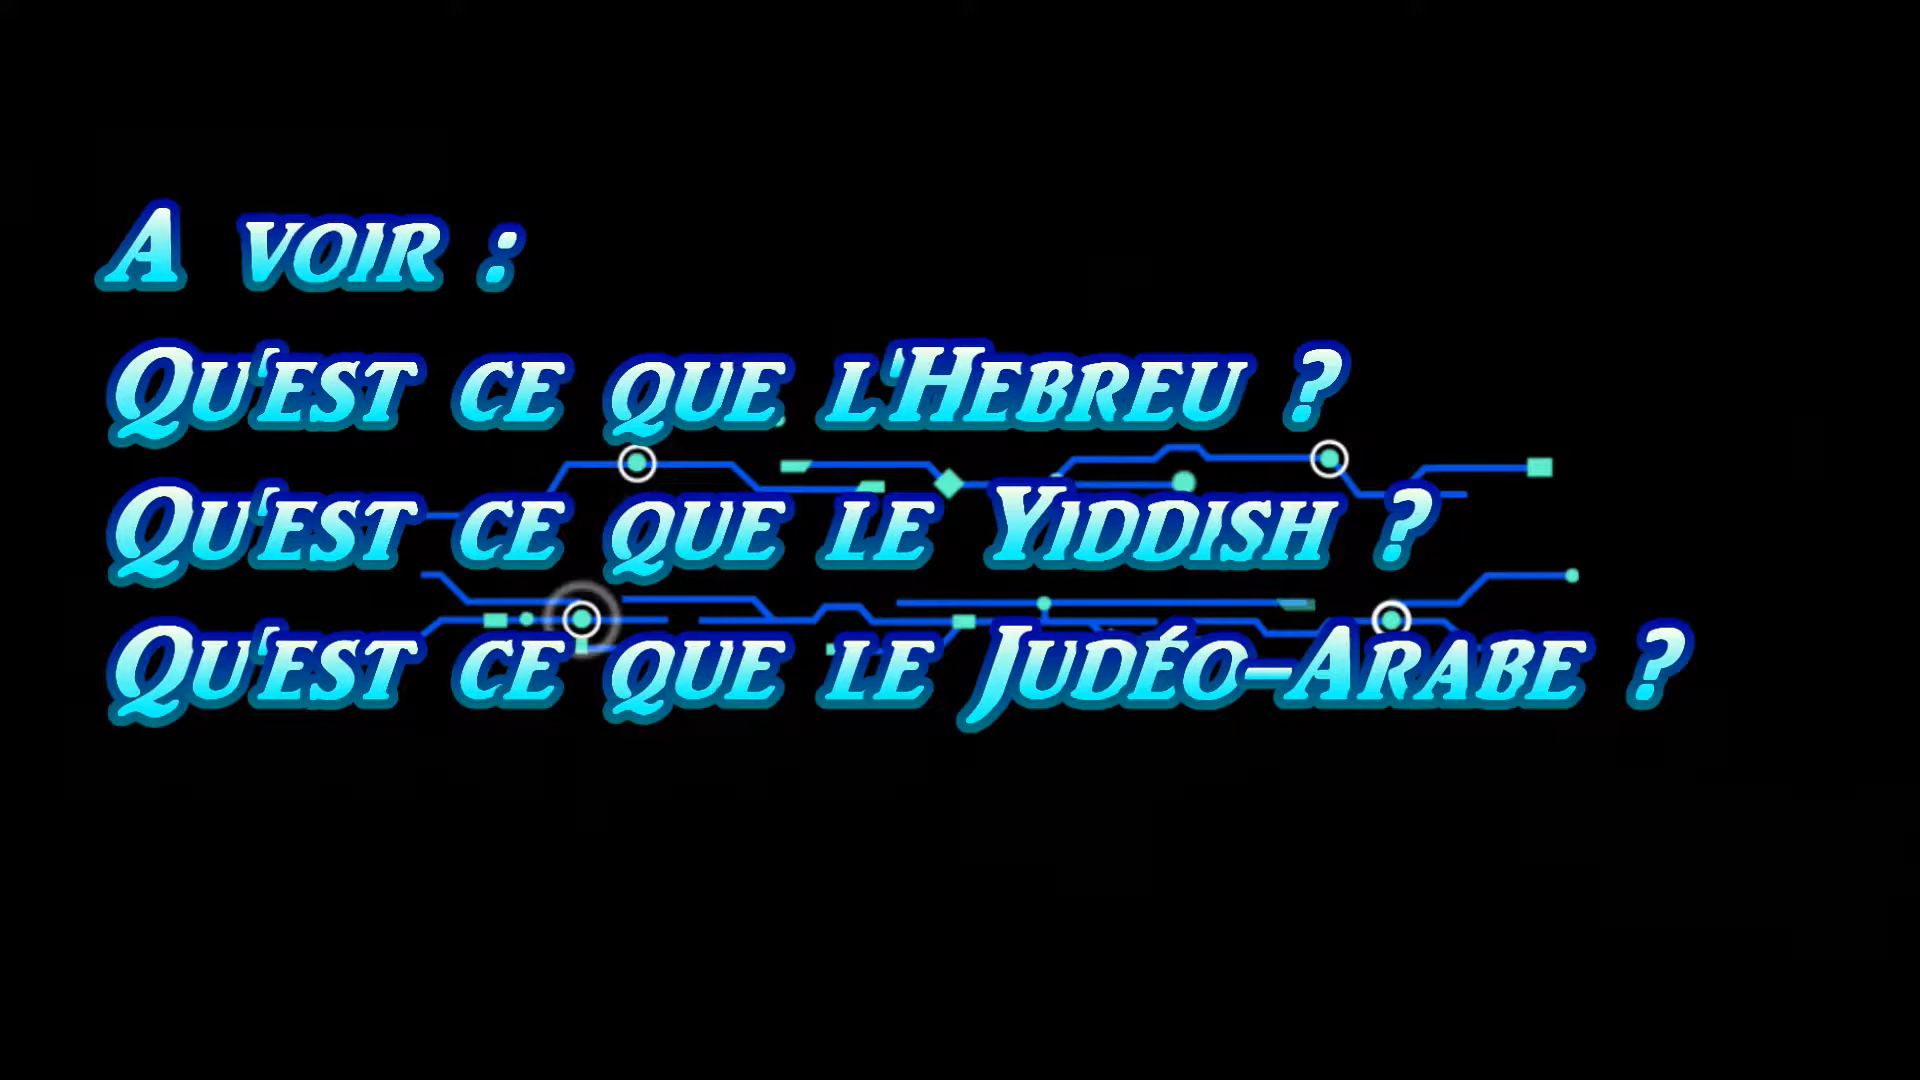 A voir :
Qu'est ce que l'Hebreu ?
Qu'est ce que le Yiddish ?
Qu'est ce que le Judéo-Arabe ?